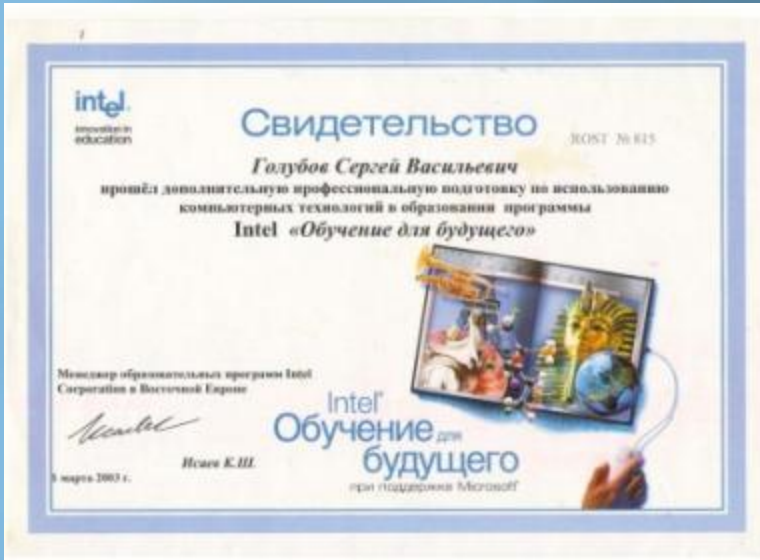 intel.
innovation in
education
Свидетельство
ROST № 815
Голубов Сергей Васильевич
прошёл дополнительную профессиональную подготовку по использованию
компьютерных технологий в образовании программы
Intel «Обучение для будущего»
Менеджер образовательных программ Intel
Corporation в Восточной Европе
Исаев К.Ш.
1 марта 2003 г.
Intel®
Обучение для
будущего
при поддержке Microsoft®